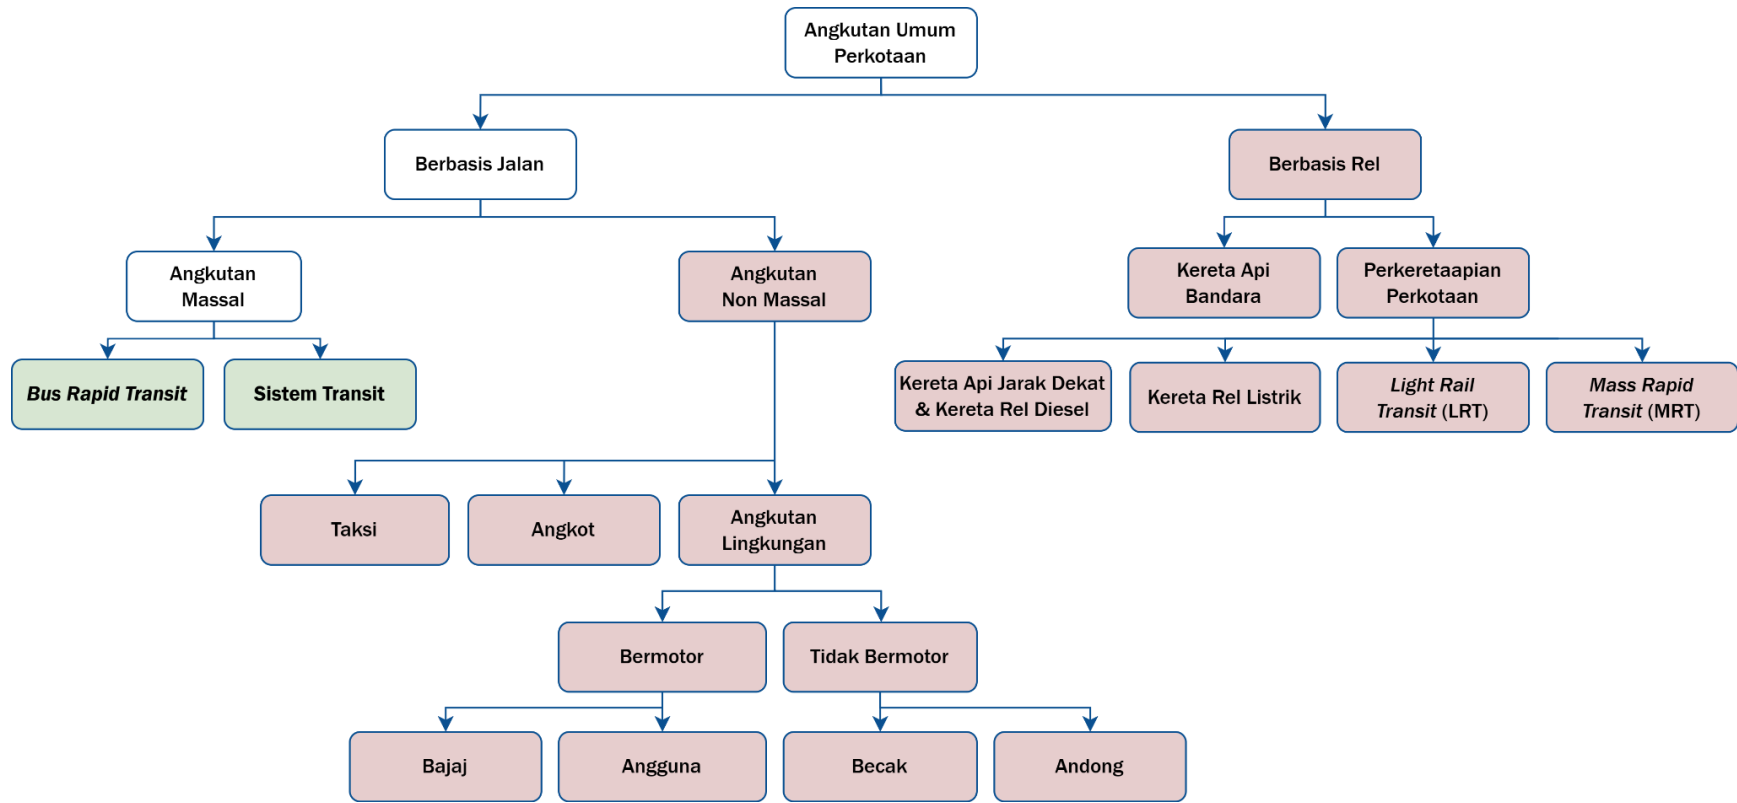 Angkutan Umum
Perkotaan
Berbasis Jalan
Berbasis Rel
Angkutan
Massal
Angkutan
Non Massal
Kereta Api
Bandara
Perkeretaapian
Perkotaan
Bus Rapid Transit
Sistem Transit
Kereta Api Jarak Dekat
& Kereta Rel Diesel
Kereta Rel Listrik
Light Rail
Transit (LRT)
Mass Rapid
Transit (MRT)
Taksi
Angkot
Angkutan
Lingkungan
Bermotor
Tidak Bermotor
Bajaj
Angguna
Becak
Andong